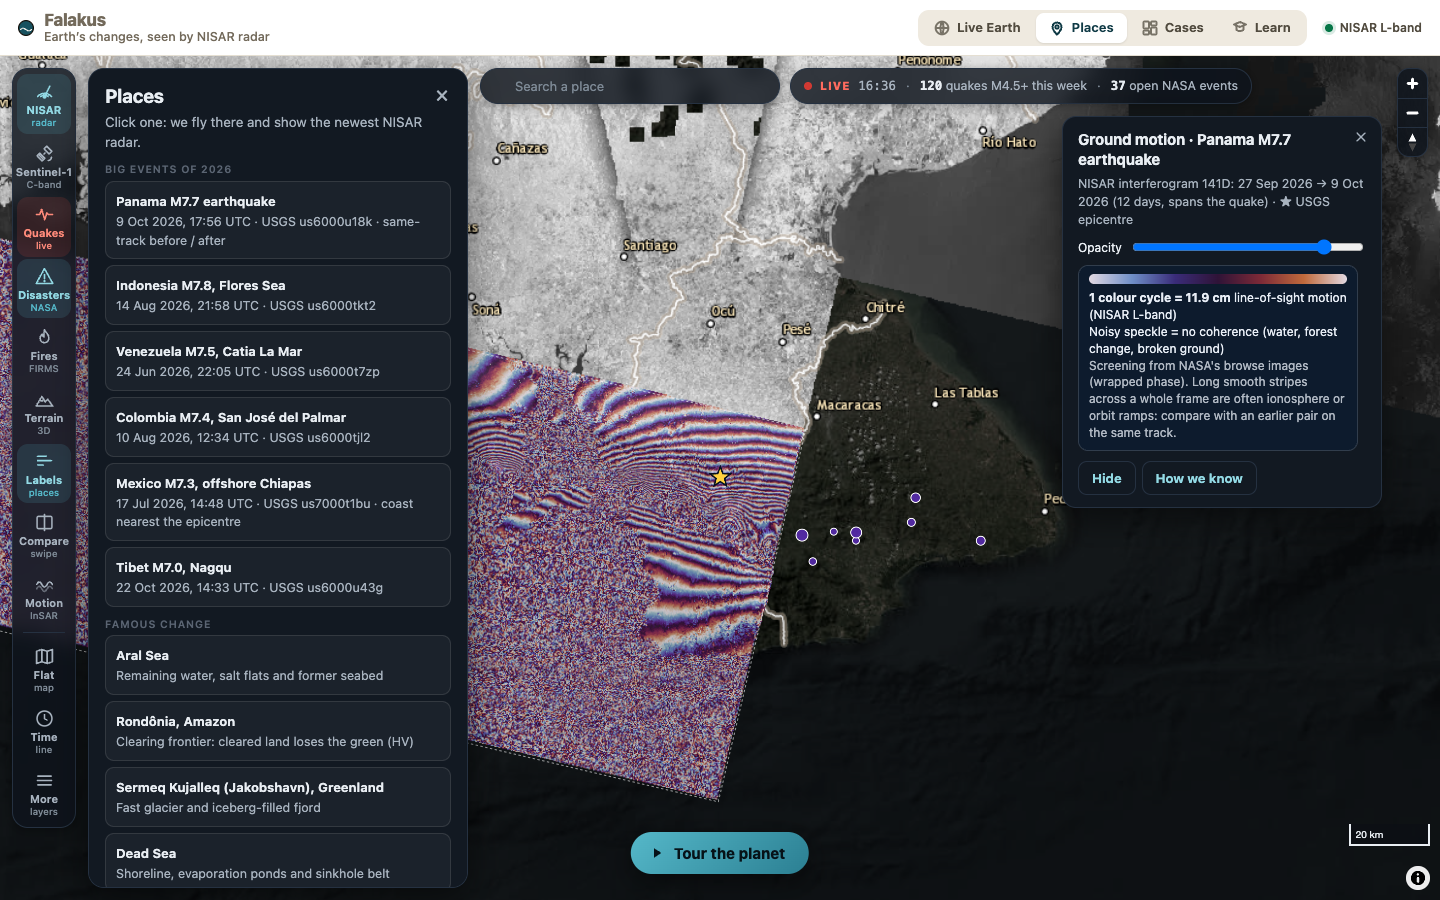 Falakus
Earth's changes, seen by NISAR radar
Live Earth
Places
Cases
Learn
NISAR L-band
NISAR
radar
Sentinel-1
C-band
Quakes
live
Disasters
NASA
Fires
FIRMS
Terrain
3D
Labels
places
Compare
swipe
Motion
InSAR
Flat
map
Time
line
More
layers
Places
Click one: we fly there and show the newest NISAR
radar.
BIG EVENTS OF 2026
Panama M7.7 earthquake
9 Oct 2026, 17:56 UTC · USGS us6000u18k · same-
track before / after
Indonesia M7.8, Flores Sea
14 Aug 2026, 21:58 UTC · USGS us6000tkt2
Venezuela M7.5, Catia La Mar
24 Jun 2026, 22:05 UTC · USGS us6000t7zp
Colombia M7.4, San José del Palmar
10 Aug 2026, 12:34 UTC · USGS us6000tjl2
Mexico M7.3, offshore Chiapas
17 Jul 2026, 14:48 UTC · USGS us7000t1bu · coast
nearest the epicentre
Tibet M7.0, Nagqu
22 Oct 2026, 14:33 UTC · USGS us6000u43g
FAMOUS CHANGE
Aral Sea
Remaining water, salt flats and former seabed
Rondônia, Amazon
Clearing frontier: cleared land loses the green (HV)
Sermeq Kujalleq (Jakobshavn), Greenland
Fast glacier and iceberg-filled fjord
Dead Sea
Shoreline, evaporation ponds and sinkhole belt
Search a place
LIVE 16:36 · 120 quakes M4.5+ this week · 37 open NASA events
Penonomé
Cañazas
Río Hato
Santiago
Soná
Ocú
Pesé
Chitré
Macaracas
Las Tablas
Ground motion · Panama M7.7
earthquake
NISAR interferogram 141D: 27 Sep 2026 → 9 Oct
2026 (12 days, spans the quake) · ★ USGS
epicentre
Opacity
1 colour cycle = 11.9 cm line-of-sight motion
(NISAR L-band)
Noisy speckle = no coherence (water, forest
change, broken ground)
Screening from NASA's browse images
(wrapped phase). Long smooth stripes
across a whole frame are often ionosphere or
orbit ramps: compare with an earlier pair on
the same track.
Hide
How we know
Tour the planet
20 km